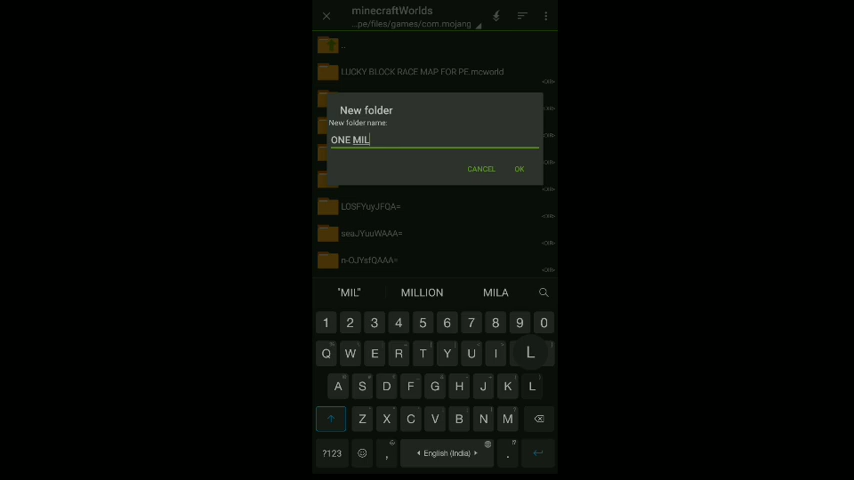 minecraftWorlds
...pe/files/games/com.mojang
..
LUCKY BLOCK RACE MAP FOR PE.mcworld
New folder
New folder name:
ONE MIL
CANCEL OK
seaJYuuWAAA=
n-OJYsfQAAA=
"MIL" MILLION MILA
1 2 3 4 5 6 7 8 9 0
Q W E R T Y U I L
A S D F G H J K L
Z X C V B N M
?123 , English (India) .